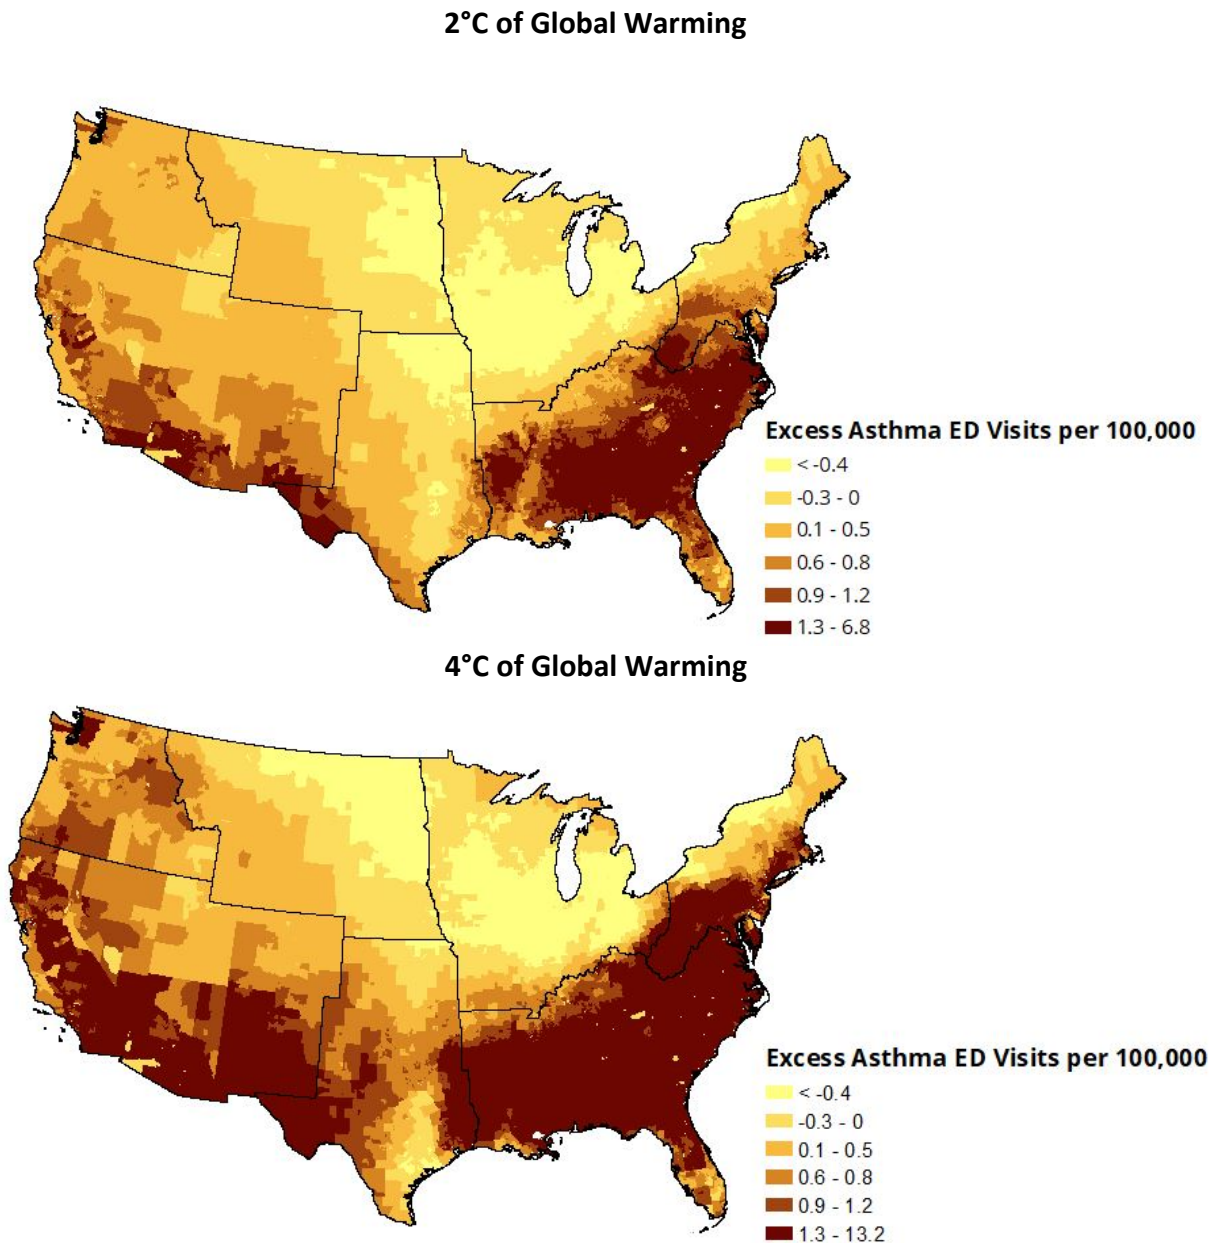 2°C of Global Warming
Excess Asthma ED Visits per 100,000
< -0.4
-0.3 - 0
0.1 - 0.5
0.6 - 0.8
0.9 - 1.2
1.3 - 6.8
4°C of Global Warming
Excess Asthma ED Visits per 100,000
< -0.4
-0.3 - 0
0.1 - 0.5
0.6 - 0.8
0.9 - 1.2
1.3 - 13.2